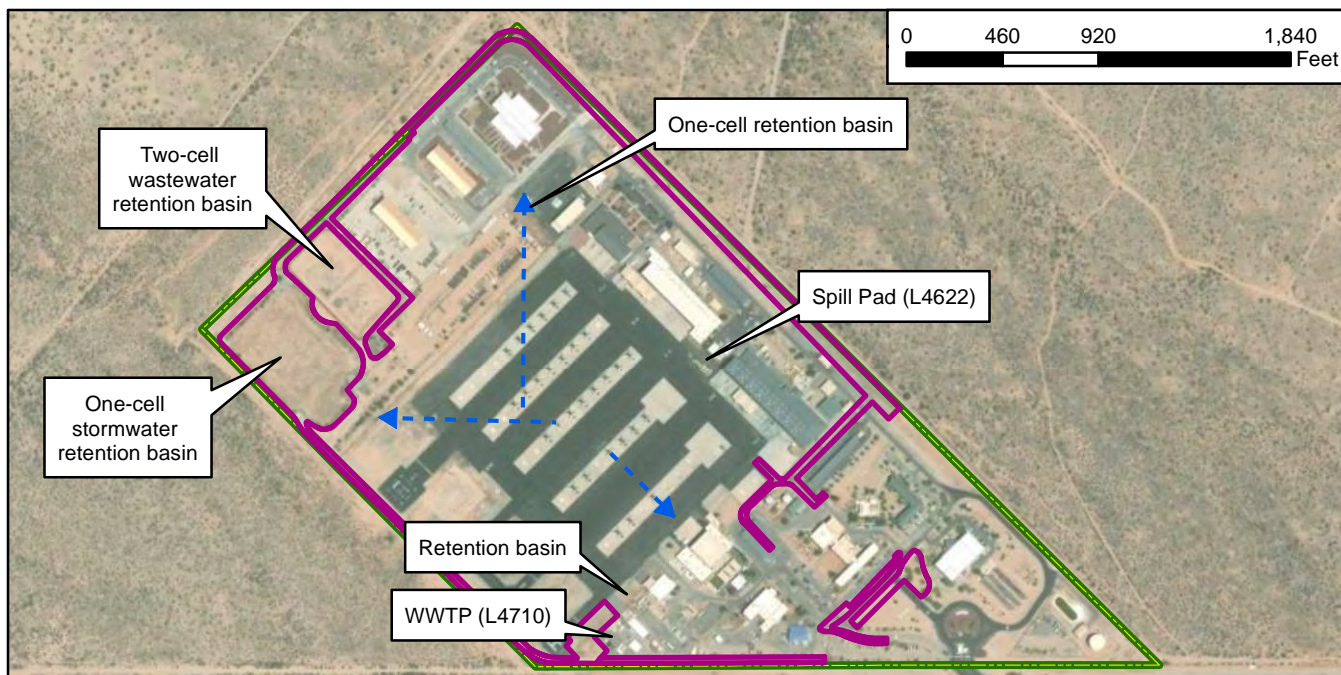 0 460 920 1,840
Feet
One-cell retention basin
Two-cell
wastewater
retention basin
Spill Pad (L4622)
One-cell
stormwater
retention basin
Retention basin
WWTP (L4710)